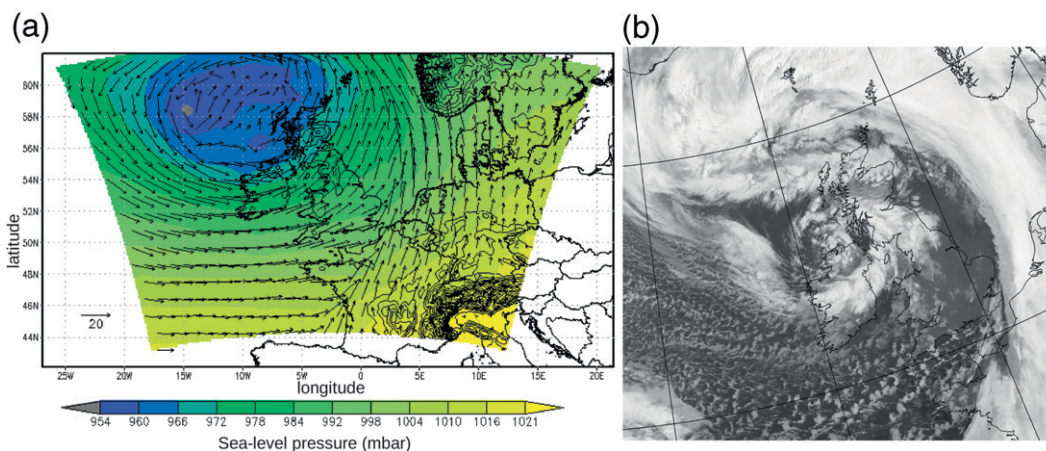 (a)
(b)
60N
58N
56N
54N
52N
50N
48N
46N
44N
latitude
20
25W 20W 15W 10W 5W 0 5E 10E 15E 20E
longitude
954 960 966 972 978 984 992 998 1004 1010 1016 1021
Sea-level pressure (mbar)